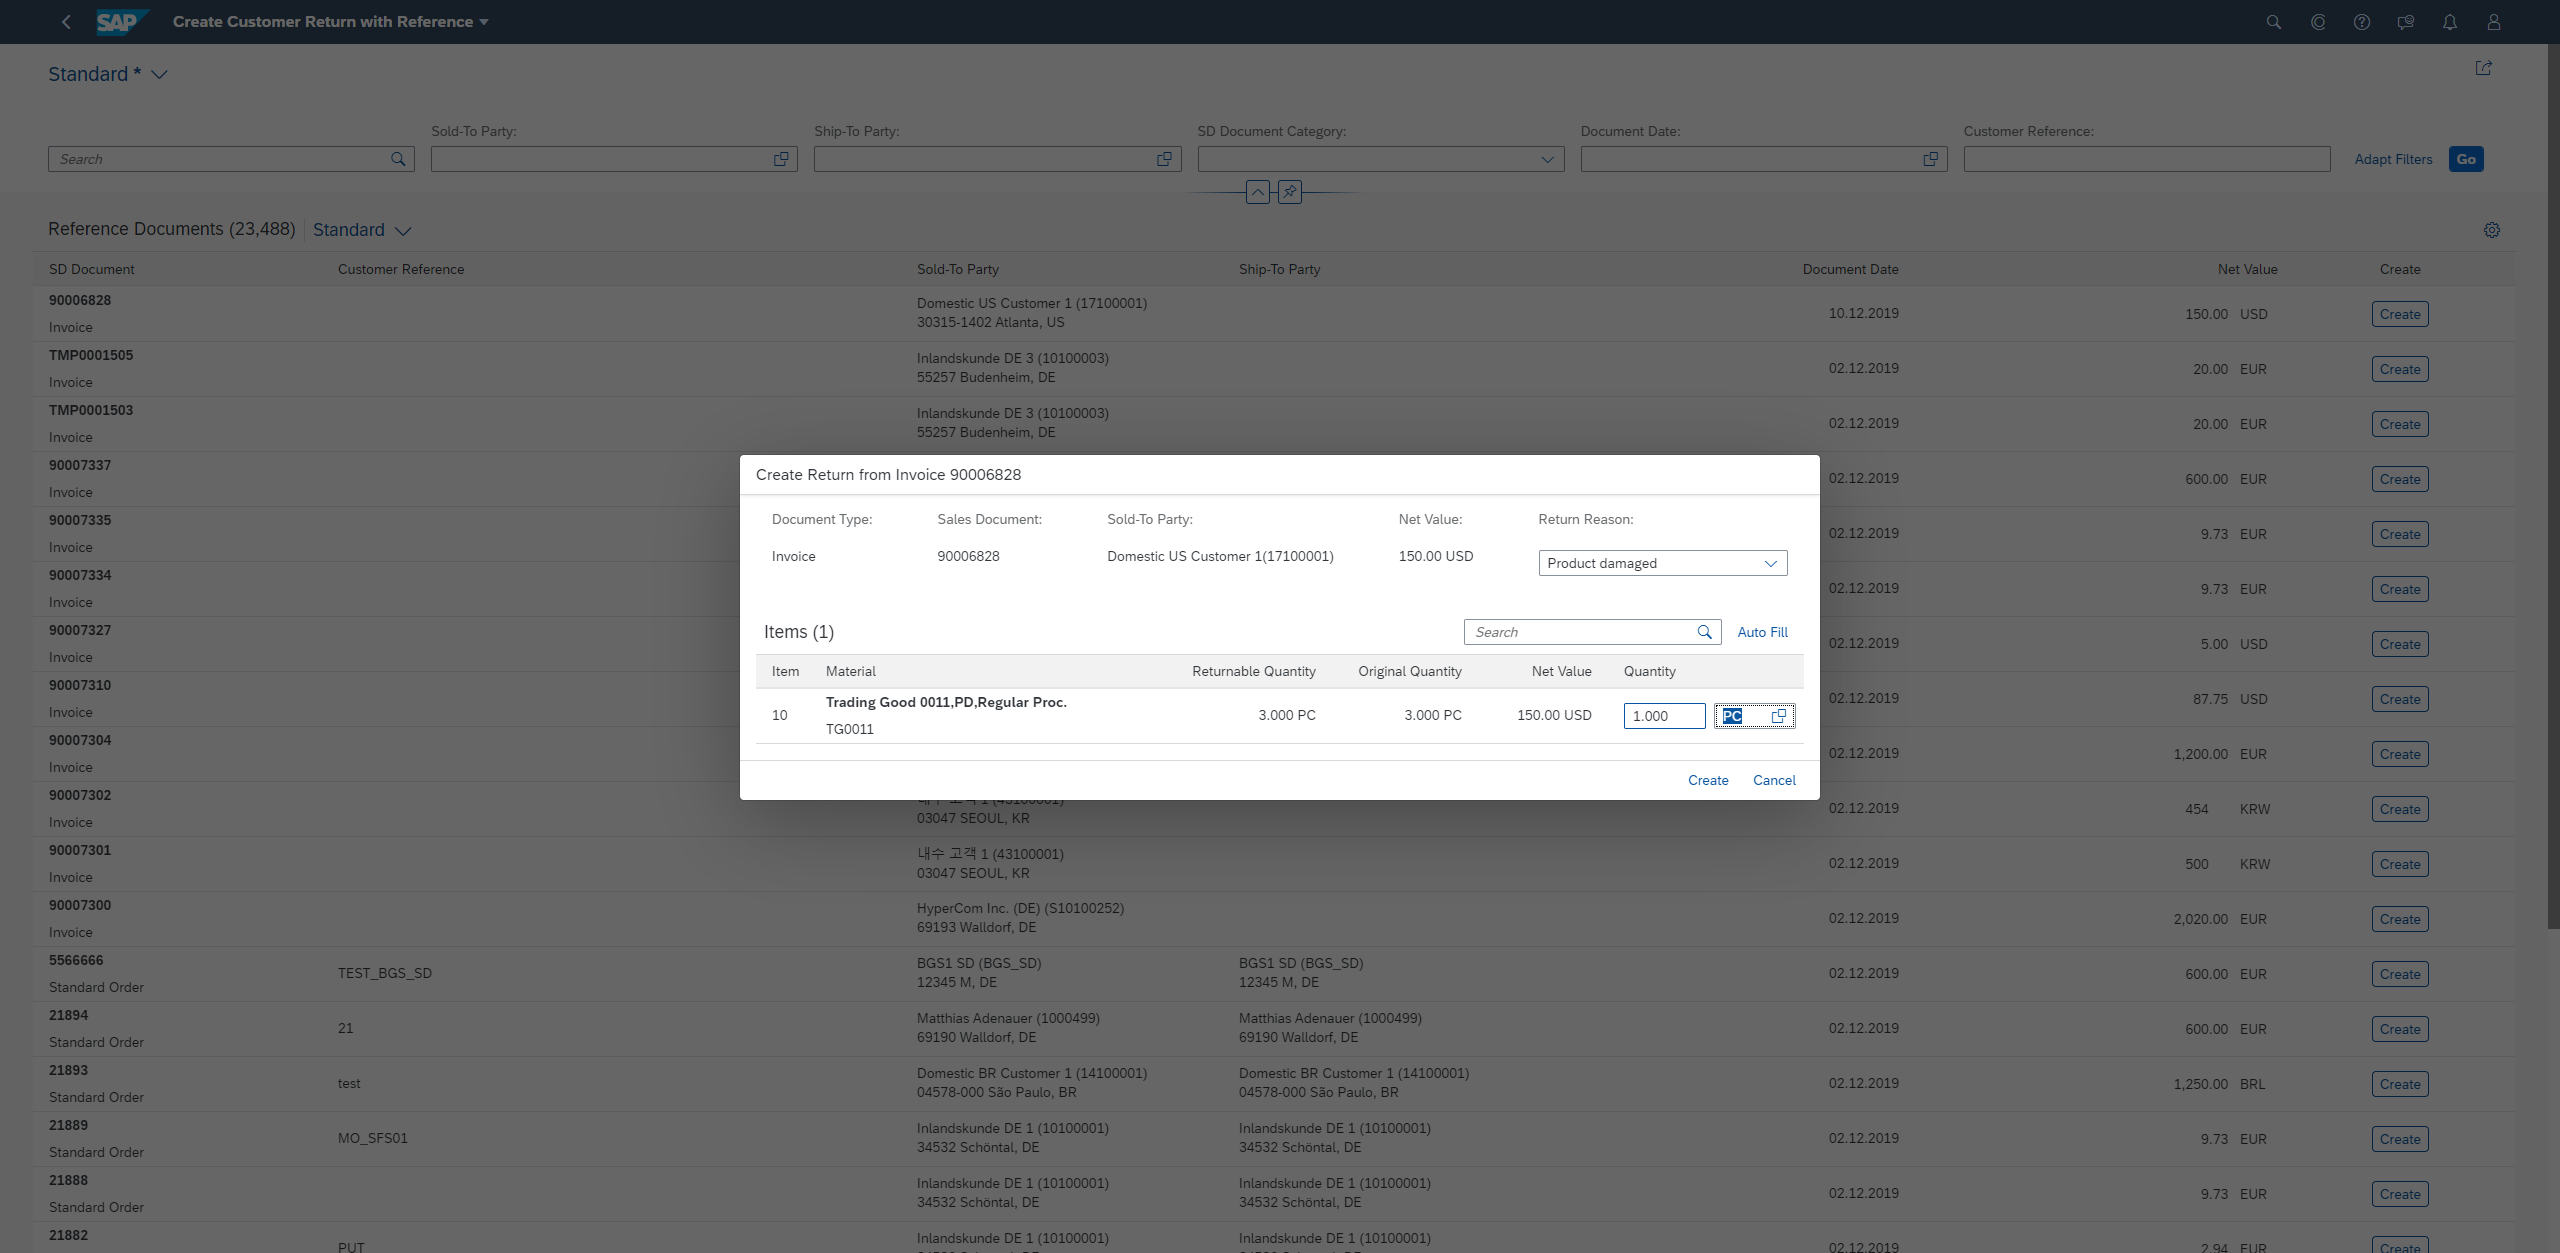 SAP
Create Customer Return with Reference
Standard *
Sold-To Party:
Ship-To Party:
SD Document Category:
Document Date:
Customer Reference:
Search
Adapt Filters
Go
Reference Documents (23,488)
Standard
SD Document
Customer Reference
Sold-To Party
Ship-To Party
Document Date
Net Value
Create
90006828
Invoice
Domestic US Customer 1 (17100001)
30315-1402 Atlanta, US
10.12.2019
150.00 USD
Create
TMP0001505
Invoice
Inlandskunde DE 3 (10100003)
55257 Budenheim, DE
02.12.2019
20.00 EUR
Create
TMP0001503
Invoice
Inlandskunde DE 3 (10100003)
55257 Budenheim, DE
02.12.2019
20.00 EUR
Create
90007337
Invoice
02.12.2019
600.00 EUR
Create
90007335
Invoice
02.12.2019
9.73 EUR
Create
90007334
Invoice
02.12.2019
9.73 EUR
Create
90007327
Invoice
02.12.2019
5.00 USD
Create
90007310
Invoice
02.12.2019
87.75 USD
Create
90007304
Invoice
02.12.2019
1,200.00 EUR
Create
90007302
Invoice
내수 고객 1 (43100001)
03047 SEOUL, KR
02.12.2019
454 KRW
Create
90007301
Invoice
내수 고객 1 (43100001)
03047 SEOUL, KR
02.12.2019
500 KRW
Create
90007300
Invoice
HyperCom Inc. (DE) (S10100252)
69193 Walldorf, DE
02.12.2019
2,020.00 EUR
Create
5566666
Standard Order
TEST_BGS_SD
BGS1 SD (BGS_SD)
12345 M, DE
BGS1 SD (BGS_SD)
12345 M, DE
02.12.2019
600.00 EUR
Create
21894
Standard Order
21
Matthias Adenauer (1000499)
69190 Walldorf, DE
Matthias Adenauer (1000499)
69190 Walldorf, DE
02.12.2019
600.00 EUR
Create
21893
Standard Order
test
Domestic BR Customer 1 (14100001)
04578-000 São Paulo, BR
Domestic BR Customer 1 (14100001)
04578-000 São Paulo, BR
02.12.2019
1,250.00 BRL
Create
21889
Standard Order
MO_SFS01
Inlandskunde DE 1 (10100001)
34532 Schöntal, DE
Inlandskunde DE 1 (10100001)
34532 Schöntal, DE
02.12.2019
9.73 EUR
Create
21888
Standard Order
Inlandskunde DE 1 (10100001)
34532 Schöntal, DE
Inlandskunde DE 1 (10100001)
34532 Schöntal, DE
02.12.2019
9.73 EUR
Create
21882
PUT
Inlandskunde DE 1 (10100001)
Inlandskunde DE 1 (10100001)
02.12.2019
2.94 EUR
Create
Create Return from Invoice 90006828
Document Type:
Sales Document:
Sold-To Party:
Net Value:
Return Reason:
Invoice
90006828
Domestic US Customer 1(17100001)
150.00 USD
Product damaged
Items (1)
Search
Auto Fill
Item
Material
Returnable Quantity
Original Quantity
Net Value
Quantity
10
Trading Good 0011,PD,Regular Proc.
TG0011
3.000 PC
3.000 PC
150.00 USD
1.000
PC
Create
Cancel